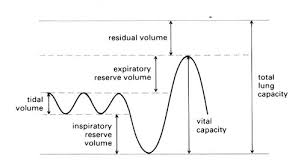 residual volume
expiratory
reserve volume
total
lung
capacity
tidal
volume
inspiratory
reserve
volume
vital
capacity